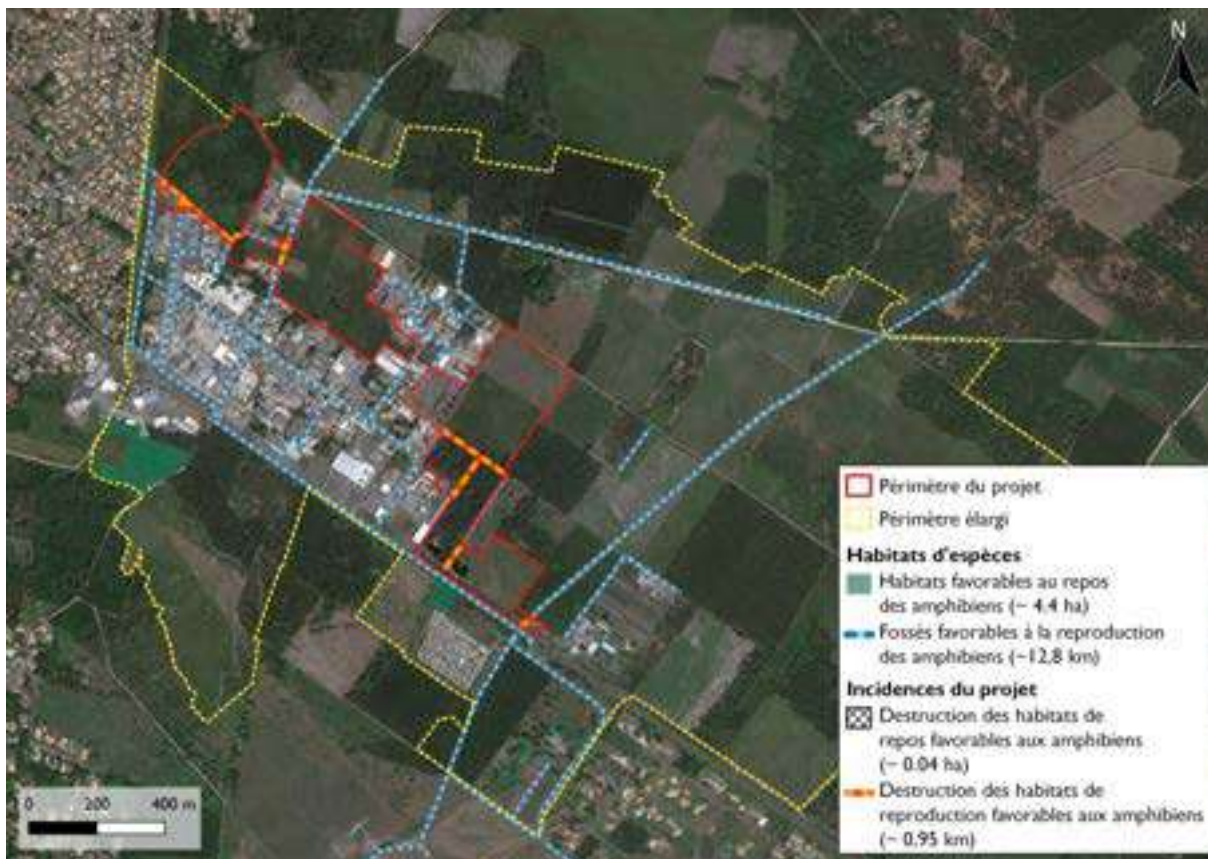 N
Périmètre du projet
Périmètre élargi
Habitats d'espèces
Habitats favorables au repos
des amphibiens (~ 4.4 ha)
Fossés favorables à la reproduction
des amphibiens (~12,8 km)
Incidences du projet
Destruction des habitats de
repos favorables aux amphibiens
(~ 0.04 ha)
Destruction des habitats de
reproduction favorables aux amphibiens
(~ 0.95 km)
0 200 400 m